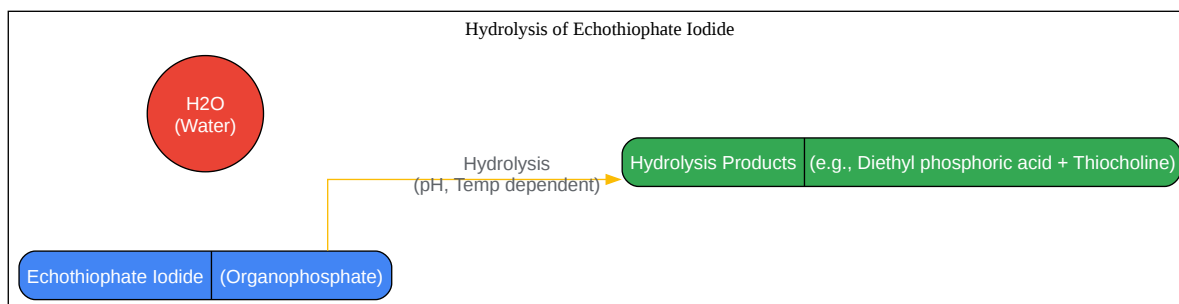 Hydrolysis of Echothiophate Iodide
H2O
(Water)
Hydrolysis
(pH, Temp dependent)
Hydrolysis Products
(e.g., Diethyl phosphoric acid + Thiocholine)
Echothiophate Iodide
(Organophosphate)